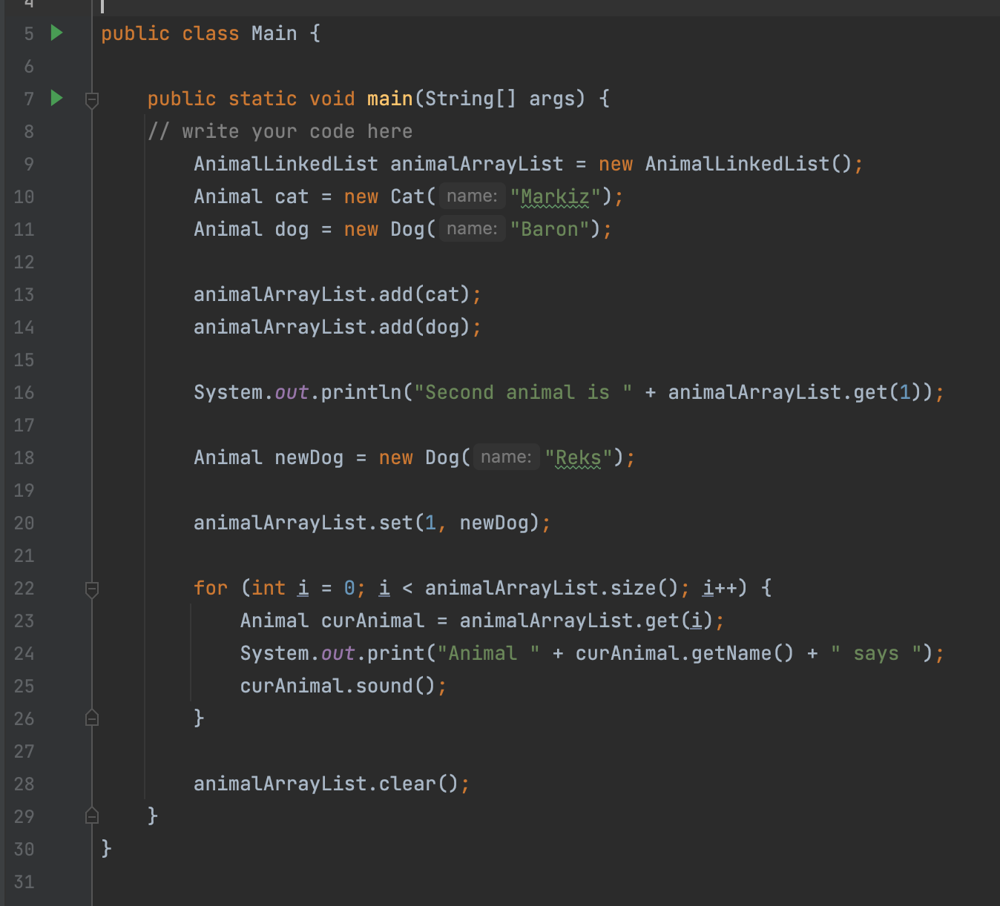 4
5 public class Main {
6
7 public static void main(String[] args) {
8 // write your code here
9 AnimalLinkedList animalArrayList = new AnimalLinkedList();
10 Animal cat = new Cat( name: "Markiz");
11 Animal dog = new Dog( name: "Baron");
12
13 animalArrayList.add(cat);
14 animalArrayList.add(dog);
15
16 System.out.println("Second animal is " + animalArrayList.get(1));
17
18 Animal newDog = new Dog( name: "Reks");
19
20 animalArrayList.set(1, newDog);
21
22 for (int i = 0; i < animalArrayList.size(); i++) {
23 Animal curAnimal = animalArrayList.get(i);
24 System.out.print("Animal " + curAnimal.getName() + " says ");
25 curAnimal.sound();
26 }
27
28 animalArrayList.clear();
29 }
30 }
31